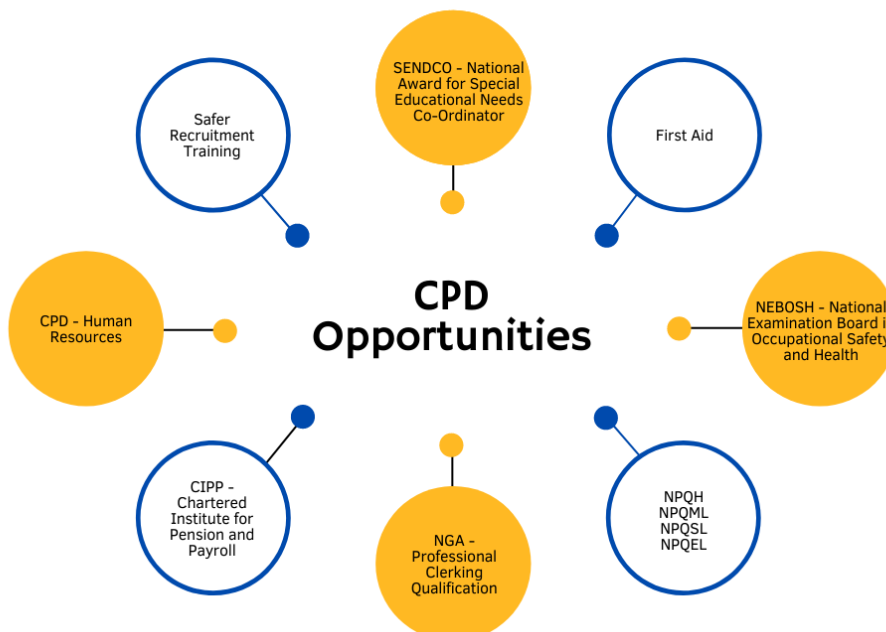 SENDCO - National
Award for Special
Educational Needs
Co-Ordinator
Safer
Recruitment
Training
First Aid
CPD - Human
Resources
CPD
Opportunities
NEBOSH - National
Examination Board i
Occupational Safety
and Health
CIPP -
Chartered
Institute for
Pension and
Payroll
NGA -
Professional
Clerking
Qualification
NPQH
NPQML
NPQSL
NPQEL